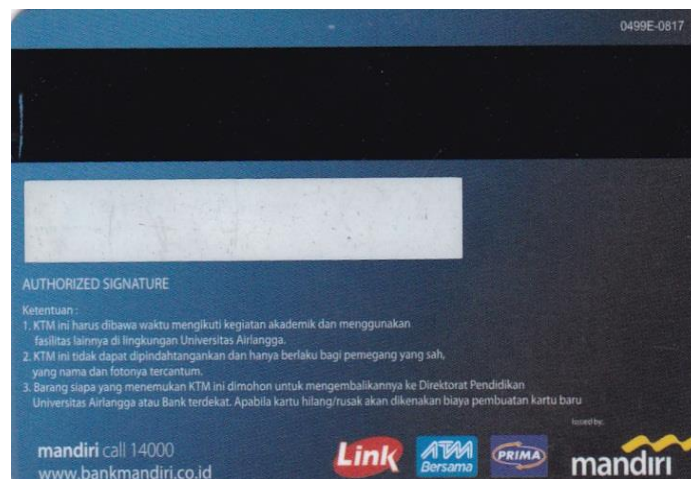 0499E-0817
AUTHORIZED SIGNATURE
Ketentuan :
1. KTM ini harus dibawa waktu mengikuti kegiatan akademik dan menggunakan
fasilitas lainnya di lingkungan Universitas Airlangga.
2. KTM ini tidak dapat dipindahtangankan dan hanya berlaku bagi pemegang yang sah,
yang nama dan fotonya tercantum.
3. Barang siapa yang menemukan KTM ini dimohon untuk mengembalikannya ke Direktorat Pendidikan
Universitas Airlangga atau Bank terdekat. Apabila kartu hilang/rusak akan dikenakan biaya pembuatan kartu baru
Issued by:
mandiri call 14000
www.bankmandiri.co.id
Link
ATM
Bersama
PRIMA
mandiri